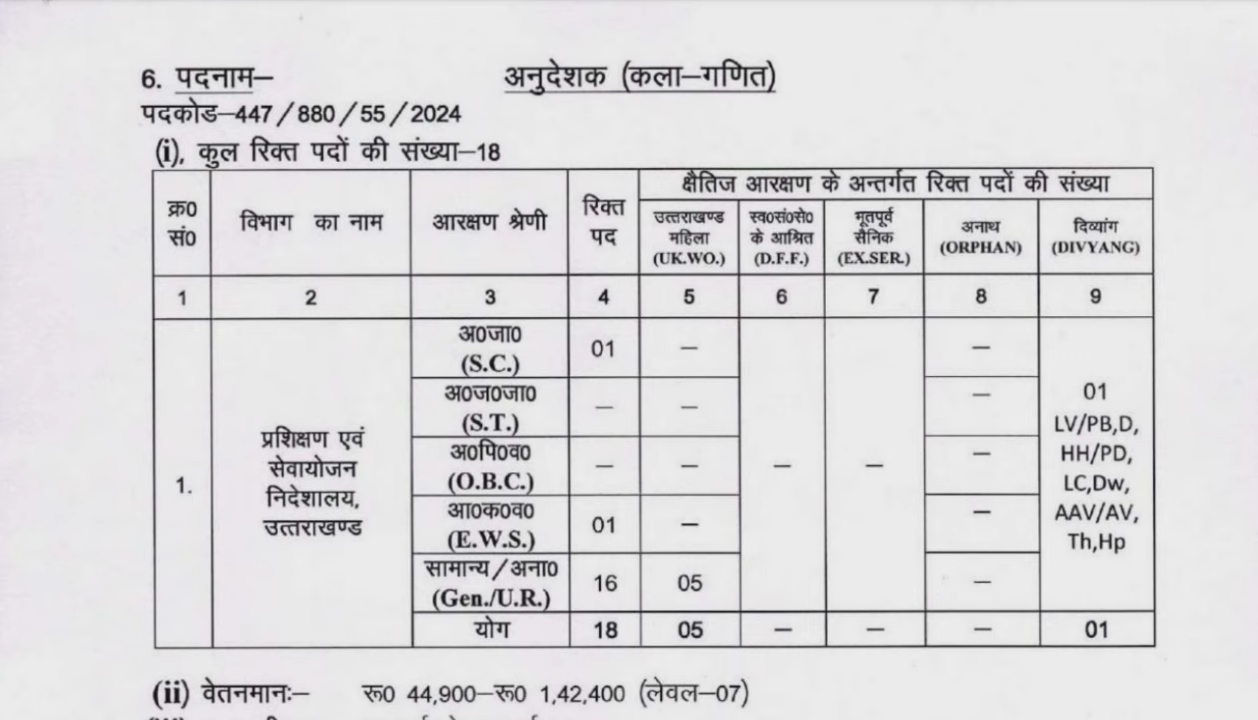 6. पदनाम– अनुदेशक (कला–गणित)
पदकोड–447/880/55/2024
(i). कुल रिक्त पदों की संख्या–18
क्र0 सं0 विभाग का नाम आरक्षण श्रेणी रिक्त पद क्षैतिज आरक्षण के अन्तर्गत रिक्त पदों की संख्या
उत्तराखण्ड महिला (UK.WO.) स्व0सं0से0 के आश्रित (D.F.F.) भूतपूर्व सैनिक (EX.SER.) अनाथ (ORPHAN) दिव्यांग (DIVYANG)
1 2 3 4 5 6 7 8 9
1. प्रशिक्षण एवं सेवायोजन निदेशालय, उत्तराखण्ड
अ0जा0 (S.C.) 01 – –
अ0ज0जा0 (S.T.) – – –
अ0पि0व0 (O.B.C.) – – – – –
आ0क0व0 (E.W.S.) 01 – –
सामान्य/अना0 (Gen./U.R.) 16 05 –
01
LV/PB,D,
HH/PD,
LC,Dw,
AAV/AV,
Th,Hp
योग 18 05 – – – 01
(ii) वेतनमानः– रू0 44,900–रू0 1,42,400 (लेवल–07)